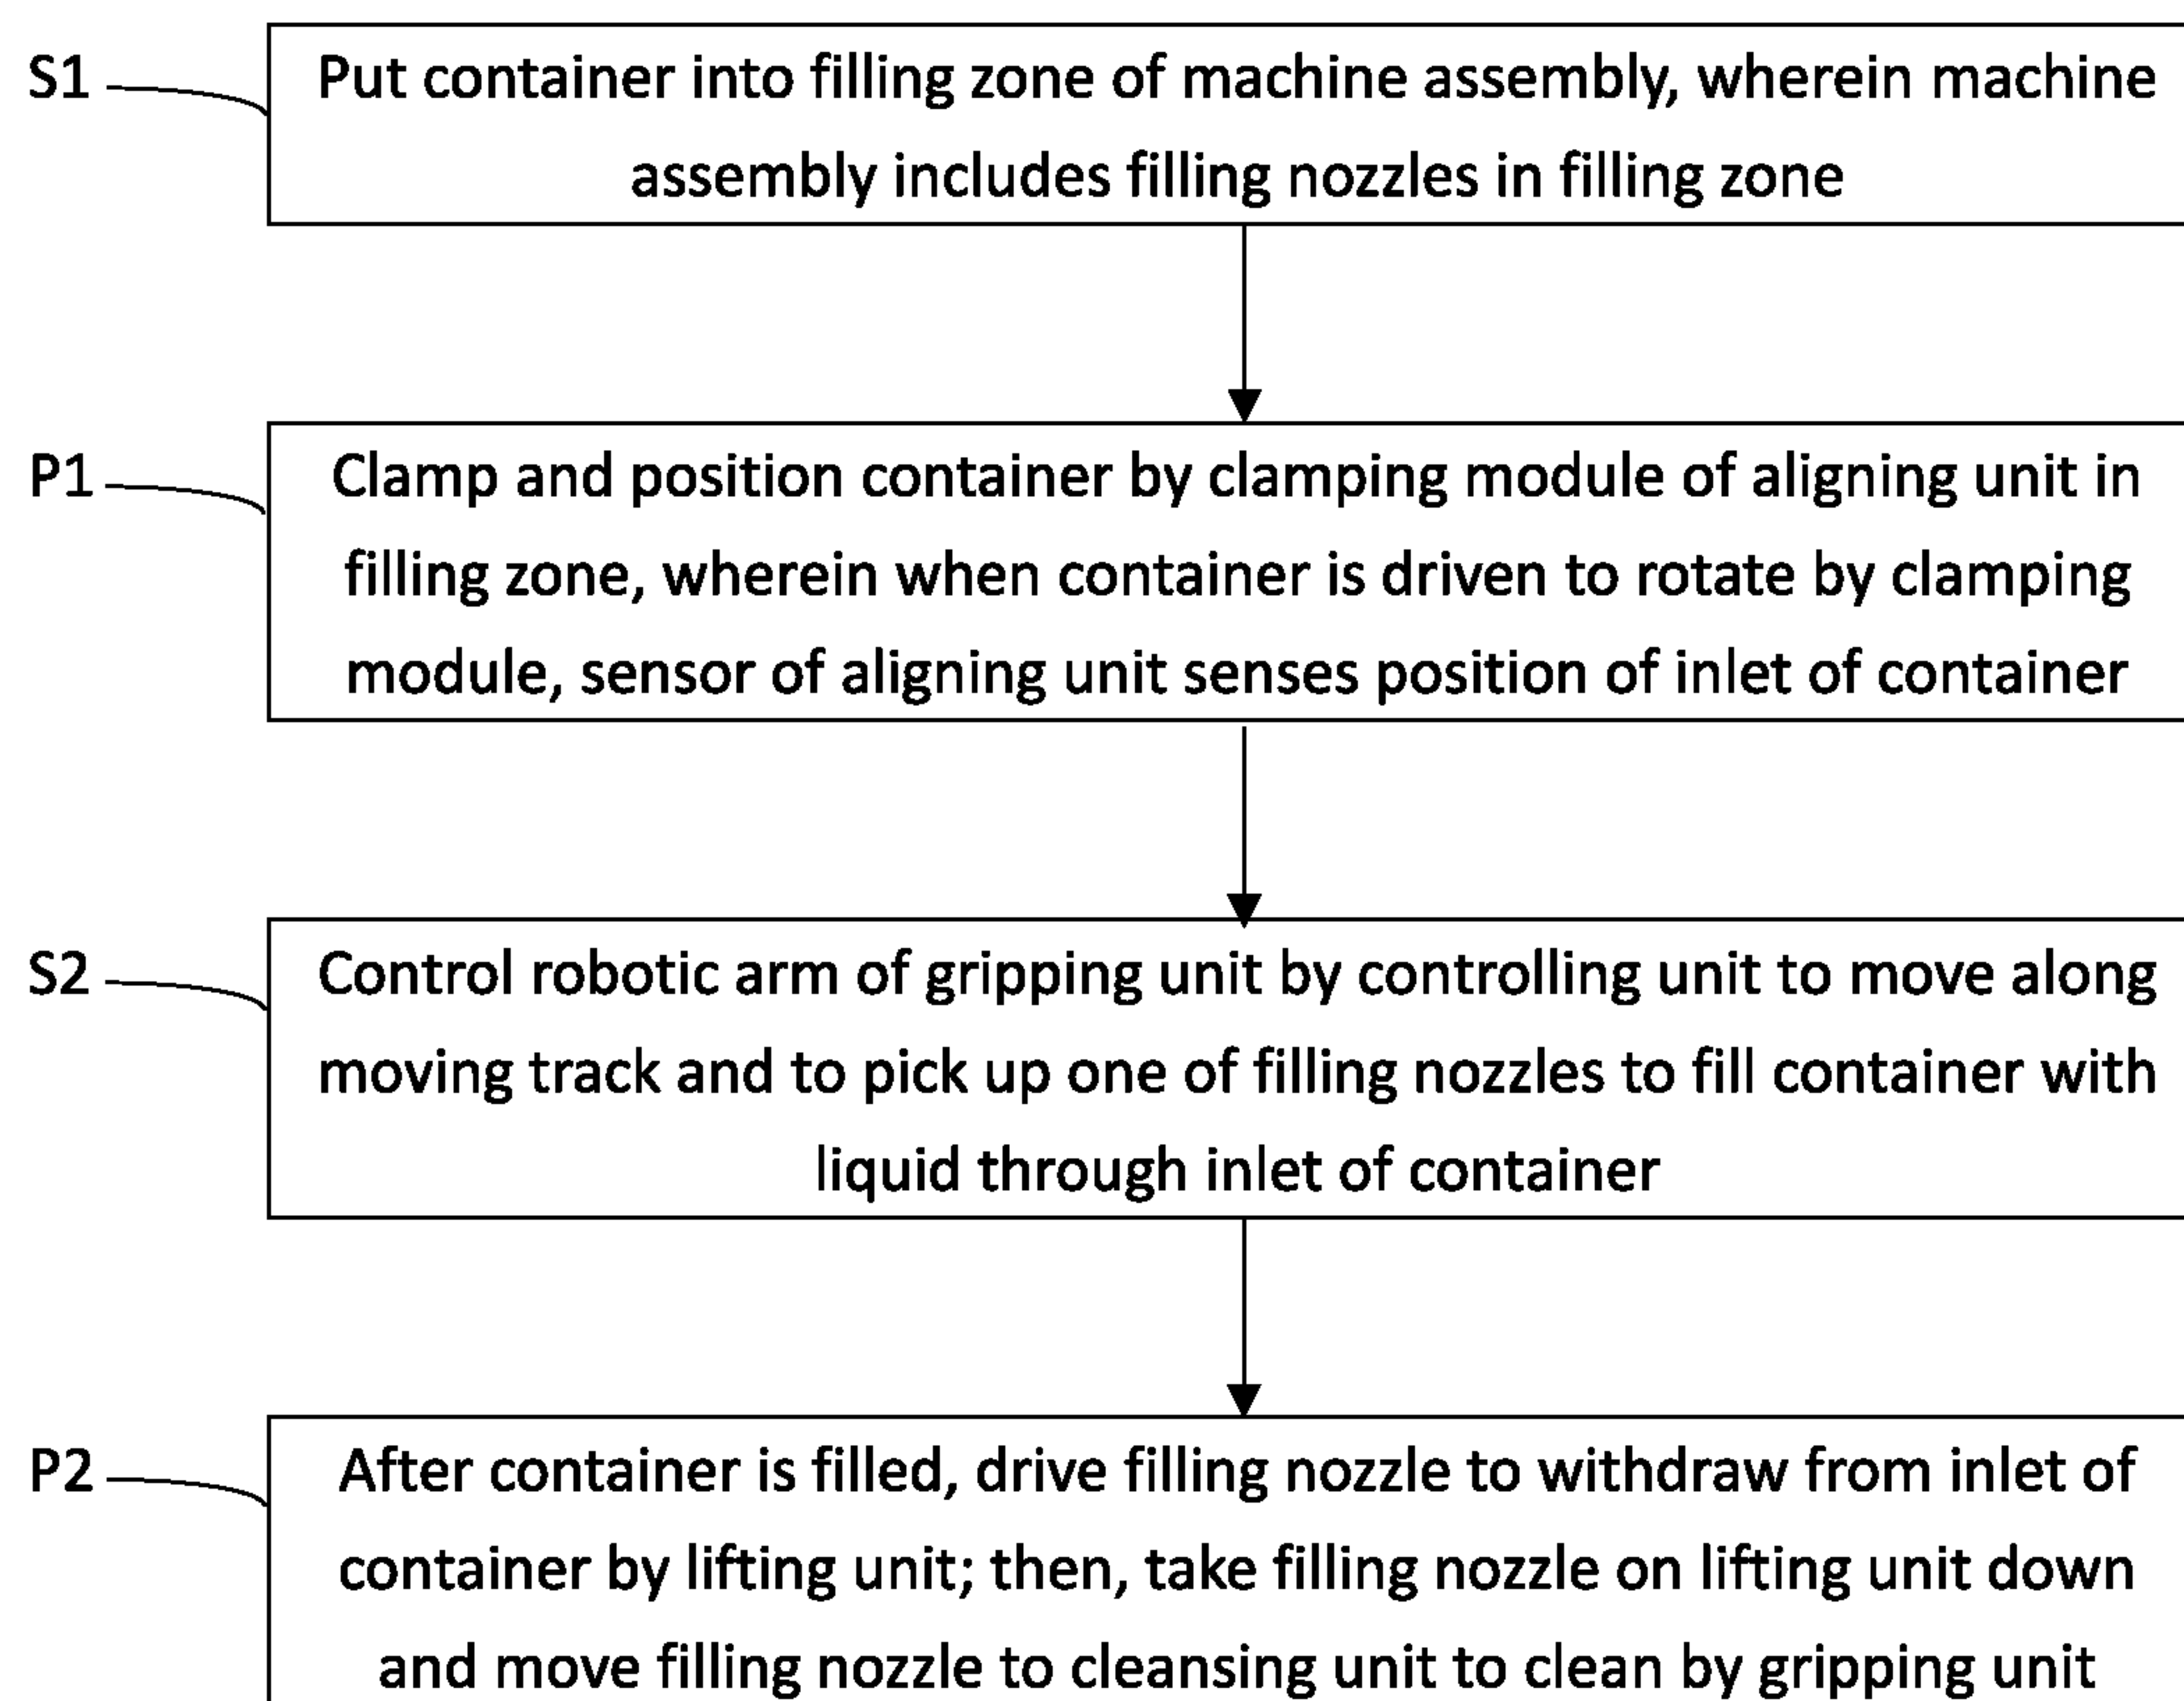 S1
Put container into filling zone of machine assembly, wherein machine
assembly includes filling nozzles in filling zone
P1
Clamp and position container by clamping module of aligning unit in
filling zone, wherein when container is driven to rotate by clamping
module, sensor of aligning unit senses position of inlet of container
S2
Control robotic arm of gripping unit by controlling unit to move along
moving track and to pick up one of filling nozzles to fill container with
liquid through inlet of container
P2
After container is filled, drive filling nozzle to withdraw from inlet of
container by lifting unit; then, take filling nozzle on lifting unit down
and move filling nozzle to cleansing unit to clean by gripping unit